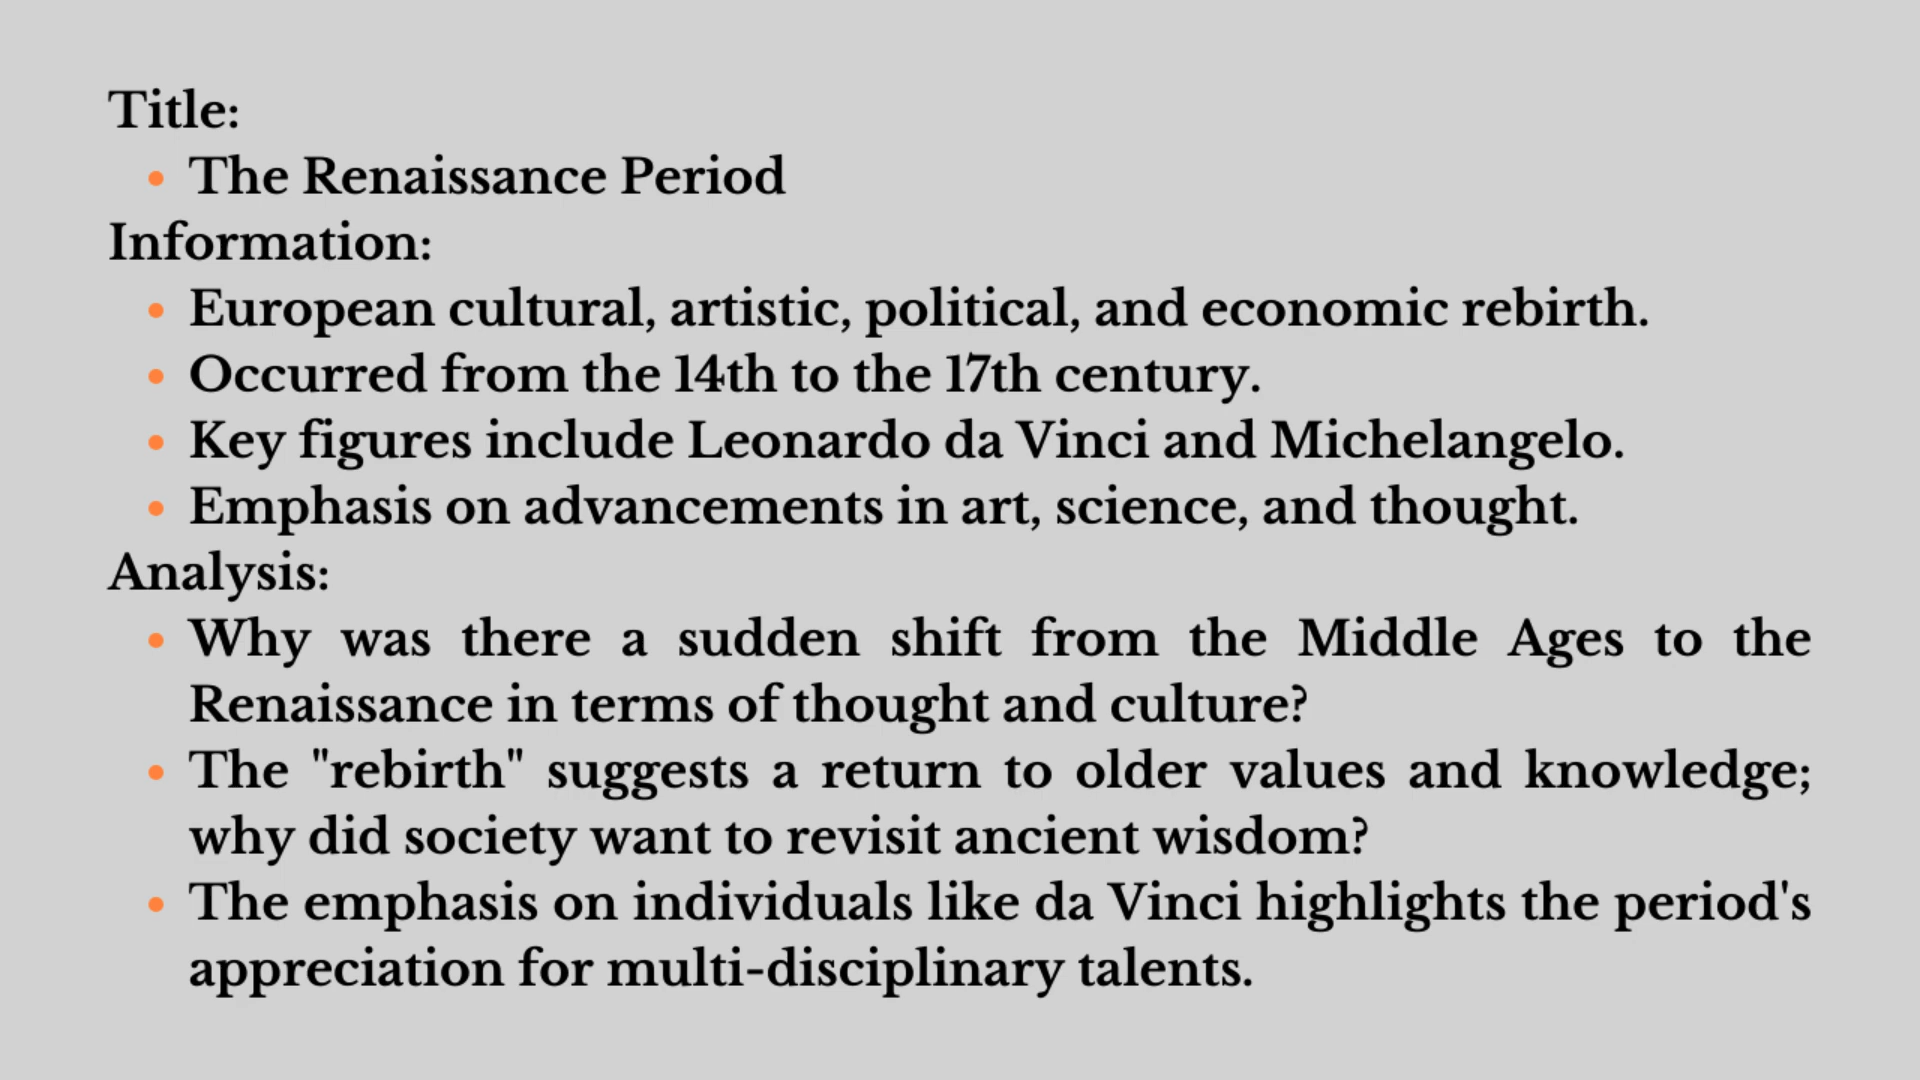 Title:
• The Renaissance Period
Information:
• European cultural, artistic, political, and economic rebirth.
• Occurred from the 14th to the 17th century.
• Key figures include Leonardo da Vinci and Michelangelo.
• Emphasis on advancements in art, science, and thought.
Analysis:
• Why was there a sudden shift from the Middle Ages to the
Renaissance in terms of thought and culture?
• The "rebirth" suggests a return to older values and knowledge;
why did society want to revisit ancient wisdom?
• The emphasis on individuals like da Vinci highlights the period's
appreciation for multi-disciplinary talents.